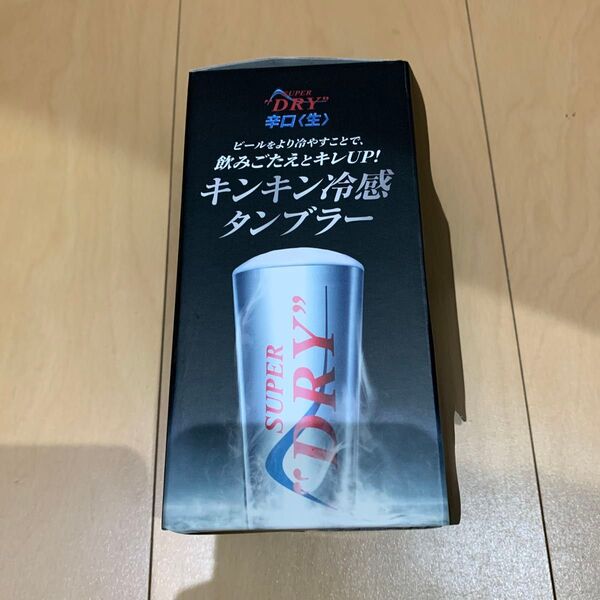 SUPER
"DRY"
辛口〈生〉
ビールをより冷やすことで、
飲みごたえとキレUP!
キンキン冷感
タンブラー
SUPER
"DRY"